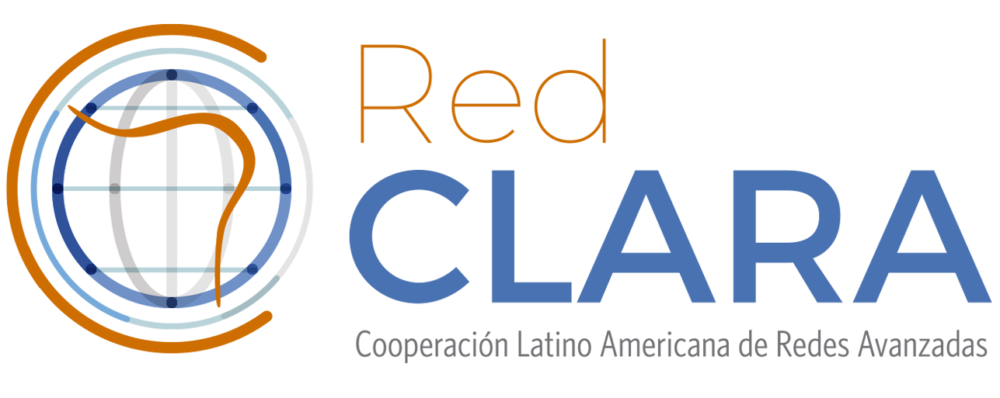 Red
CLARA
Cooperación Latino Americana de Redes Avanzadas